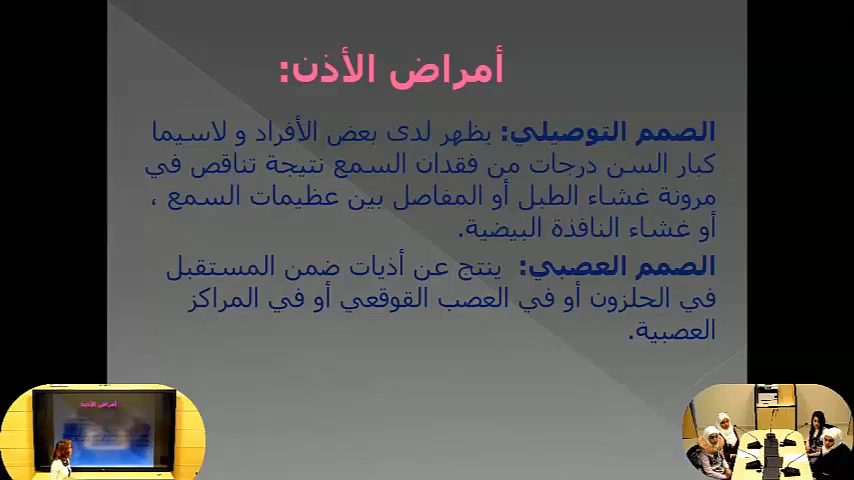 أمراض الأذن:
الصمم التوصيلي: يظهر لدى بعض الأفراد و لاسيما
كبار السن درجات من فقدان السمع نتيجة تناقص في
مرونة غشاء الطبل أو المفاصل بين عظيمات السمع ،
أو غشاء النافذة البيضية.
الصمم العصبي: ينتج عن أذيات ضمن المستقبل
في الحلزون أو في العصب القوقعي أو في المراكز
العصبية.
أمراض الأذن: